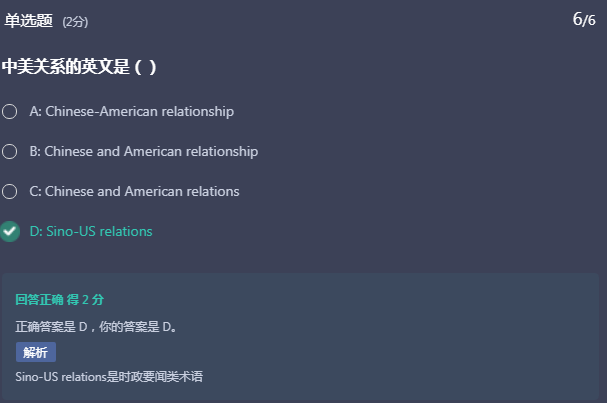 单选题 (2分) 6/6
中美关系的英文是 ( )
A: Chinese-American relationship
B: Chinese and American relationship
C: Chinese and American relations
D: Sino-US relations
回答正确 得 2 分
正确答案是 D，你的答案是 D。
解析
Sino-US relations是时政要闻类术语